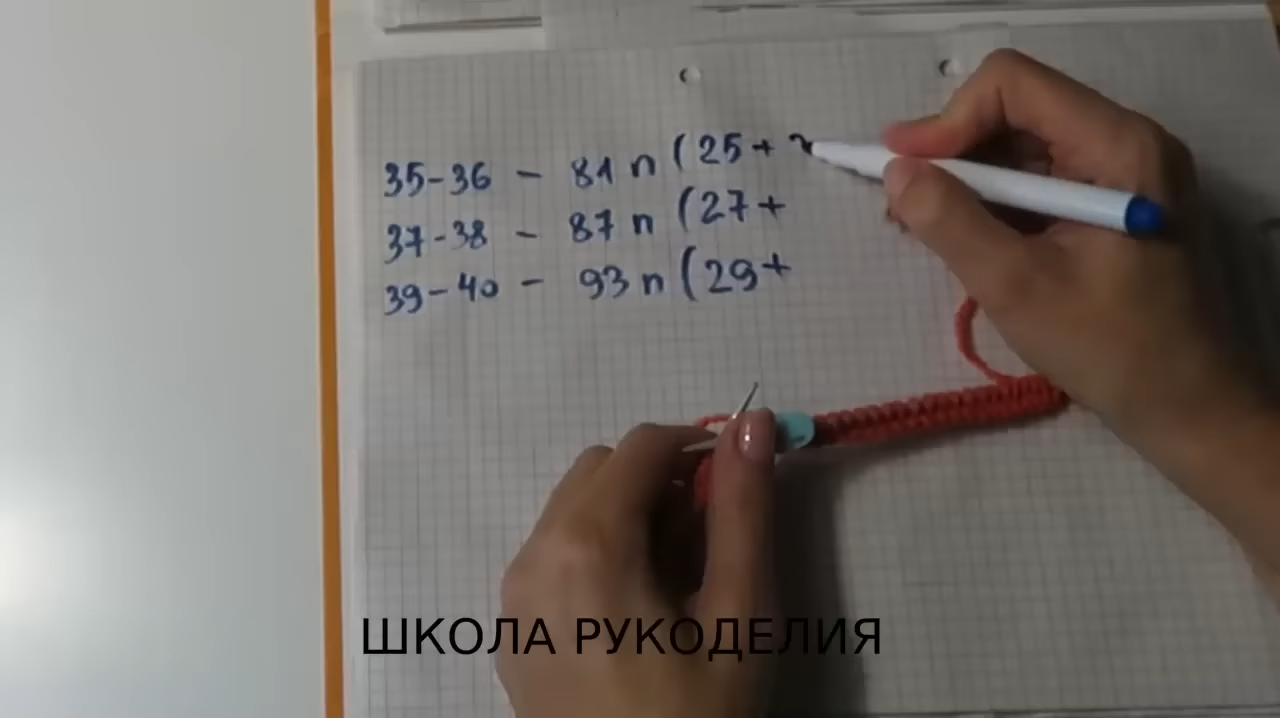 35-36 - 81 п (25+
37-38 - 87 п (27+
39-40 - 93 п (29+
ШКОЛА РУКОДЕЛИЯ